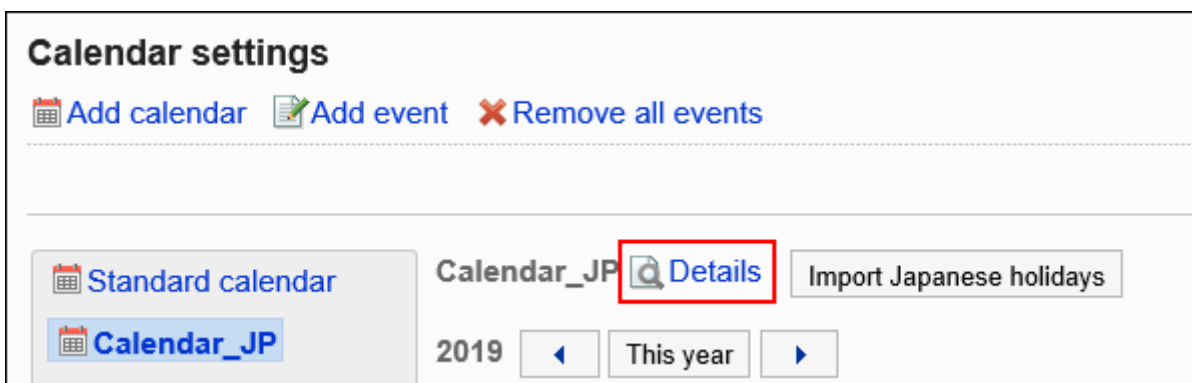 Calendar settings
Add calendar Add event Remove all events
Standard calendar
Calendar_JP
Calendar_JP Details Import Japanese holidays
2019 This year